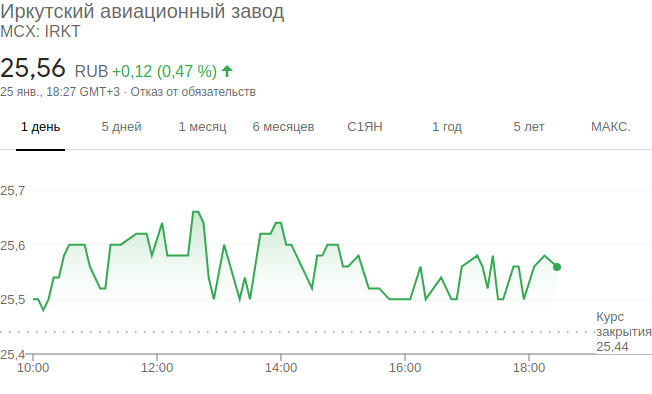 Иркутский авиационный завод
MCX: IRKT
25,56 RUB +0,12 (0,47 %)
25 янв., 18:27 GMT+3 · Отказ от обязательств
1 день 5 дней 1 месяц 6 месяцев С1ЯН 1 год 5 лет МАКС.
25,7
25,6
25,5
Курс
закрытия
25,44
25,4
10:00 12:00 14:00 16:00 18:00